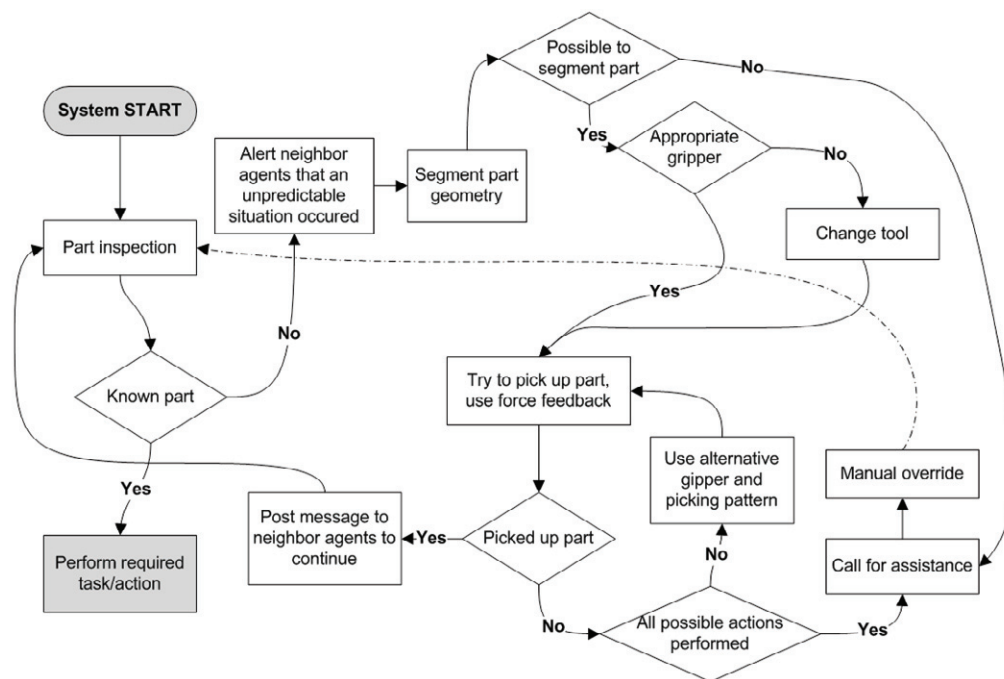 Possible to
segment part
No
System START
Yes
Appropriate
gripper
No
Alert neighbor
agents that an
unpredictable
situation occured
Segment part
geometry
Part inspection
Change tool
Yes
No
Known part
Try to pick up part,
use force feedback
Yes
Use alternative
gipper and
picking pattern
Manual override
Post message to
neighbor agents to
continue
Yes
Picked up part
Perform required
task/action
No
Call for assistance
No
All possible actions
performed
Yes